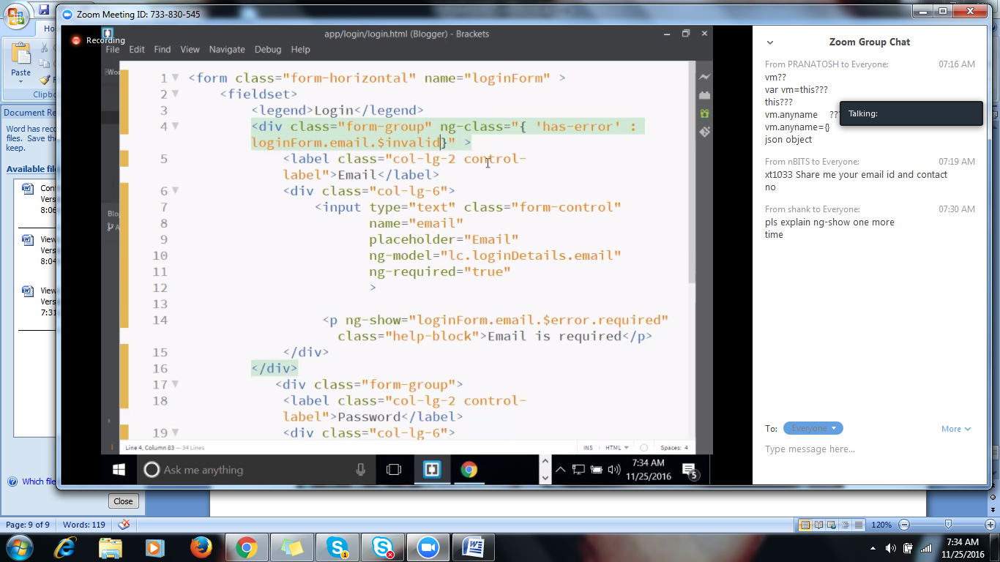 Zoom Meeting ID: 733-830-545
Ho
Paste
Clipbo
Document Re
Word has reco
files. Save the
keep.
Available files
Cont
Vers
8:06
View
Vers
8:04
View
Vers
7:31
Which file
Close
Recording
app/login/login.html (Blogger) - Brackets
File Edit Find View Navigate Debug Help
Wor
Blog
A
1 <form class="form-horizontal" name="loginForm" >
2 <fieldset>
3 <legend>Login</legend>
4 <div class="form-group" ng-class="{ 'has-error' :
loginForm.email.$invalid}" >
5 <label class="col-lg-2 control-
label">Email</label>
6 <div class="col-lg-6">
7 <input type="text" class="form-control"
8 name="email"
9 placeholder="Email"
10 ng-model="lc.loginDetails.email"
11 ng-required="true"
12 >
13
14 <p ng-show="loginForm.email.$error.required"
class="help-block">Email is required</p>
15 </div>
16 </div>
17 <div class="form-group">
18 <label class="col-lg-2 control-
label">Password</label>
19 <div class="col-lg-6">
Line 4, Column 83 — 34 Lines
INS HTML Spaces: 4
Ask me anything
7:34 AM
11/25/2016
5
Zoom Group Chat
From PRANATOSH to Everyone: 07:16 AM
vm??
var vm=this???
this???
vm.anyname ??
vm.anyname={}
json object
Talking:
From nBITS to Everyone: 07:19 AM
xt1033 Share me your email id and contact
no
From shank to Everyone: 07:30 AM
pls explain ng-show one more
time
To: Everyone More
Type message here...
Page: 9 of 9 Words: 119
120%
1
7:34 AM
11/25/2016